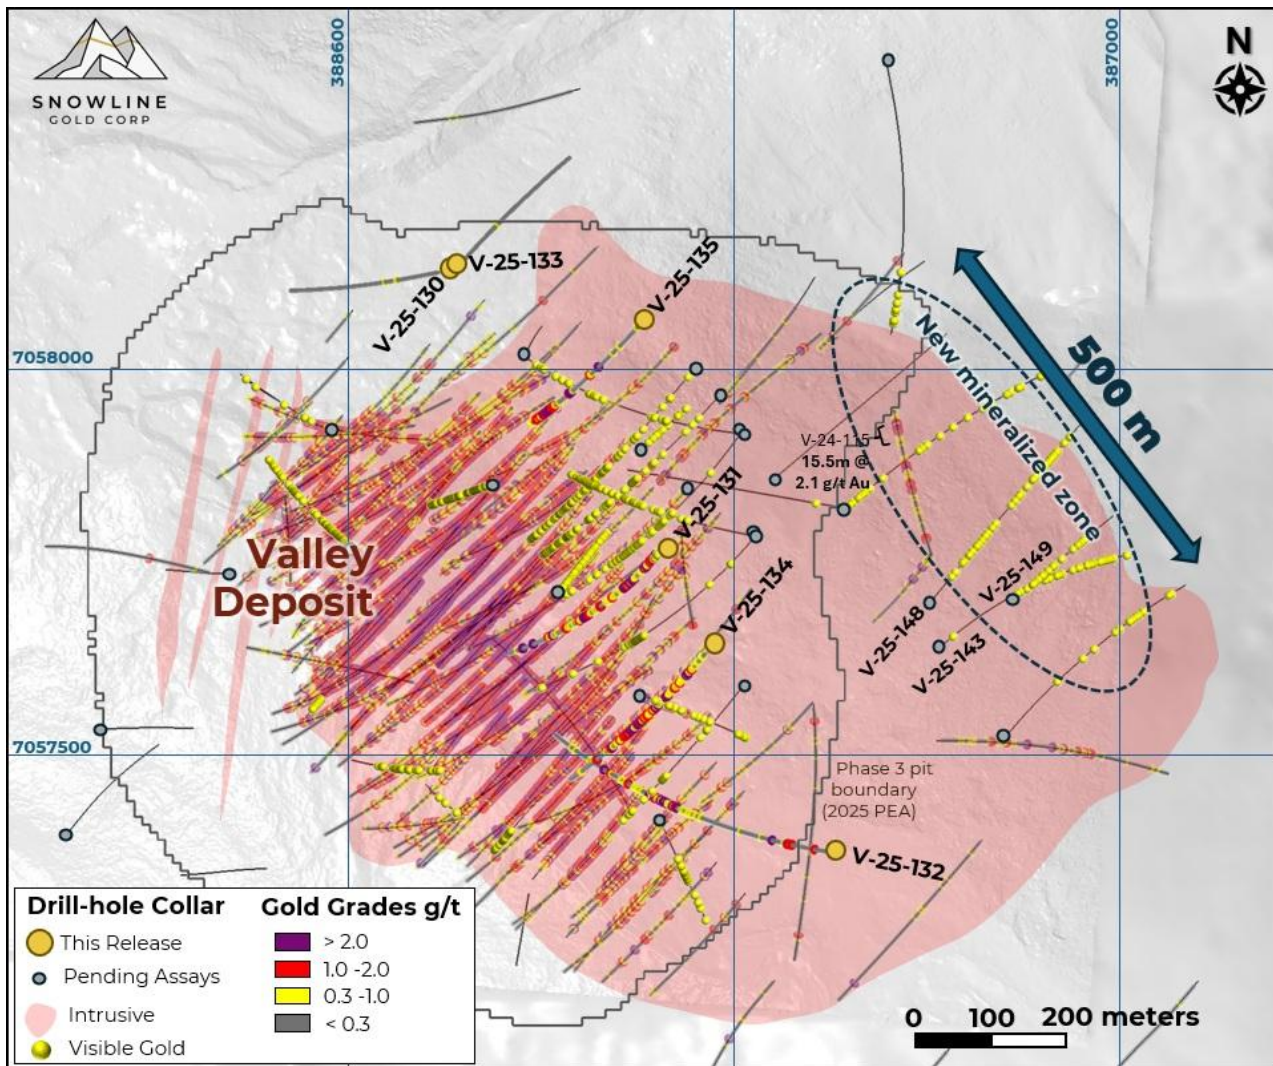 388600
387000
N
SNOWLINE
GOLD CORP
V-25-135
V-25-133
V-25-130
7058000
New mineralized zone
500 m
V-24-115
15.5m @
2.1 g/t Au
V-25-131
Valley
Deposit
V-25-134
V-25-149
V-25-148
V-25-143
7057500
Phase 3 pit
boundary
(2025 PEA)
V-25-132
Drill-hole Collar
This Release
Pending Assays
Intrusive
Visible Gold
Gold Grades g/t
> 2.0
1.0 -2.0
0.3 -1.0
< 0.3
0 100 200 meters